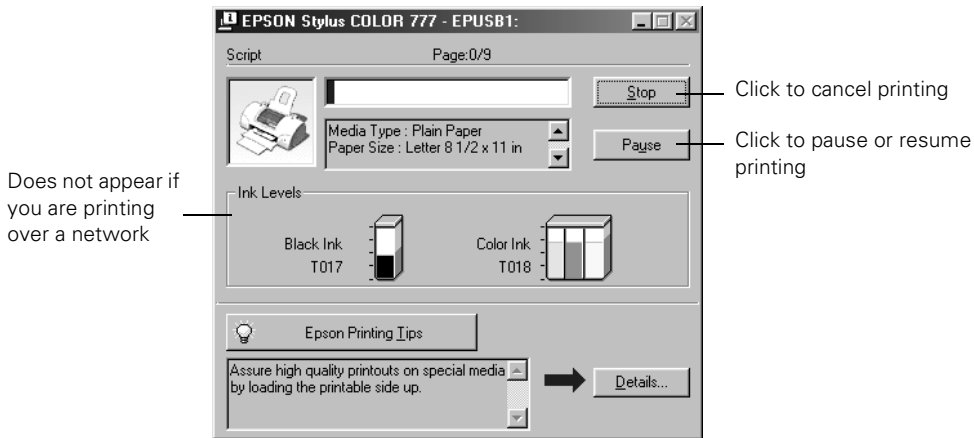 EPSON Stylus COLOR 777 - EPUSB1:
Script Page:0/9
Stop
Click to cancel printing
Media Type : Plain Paper
Paper Size : Letter 8 1/2 x 11 in
Pause
Click to pause or resume
printing
Does not appear if
you are printing
over a network
Ink Levels
Black Ink
T017
Color Ink
T018
Epson Printing Tips
Assure high quality printouts on special media
by loading the printable side up.
Details...